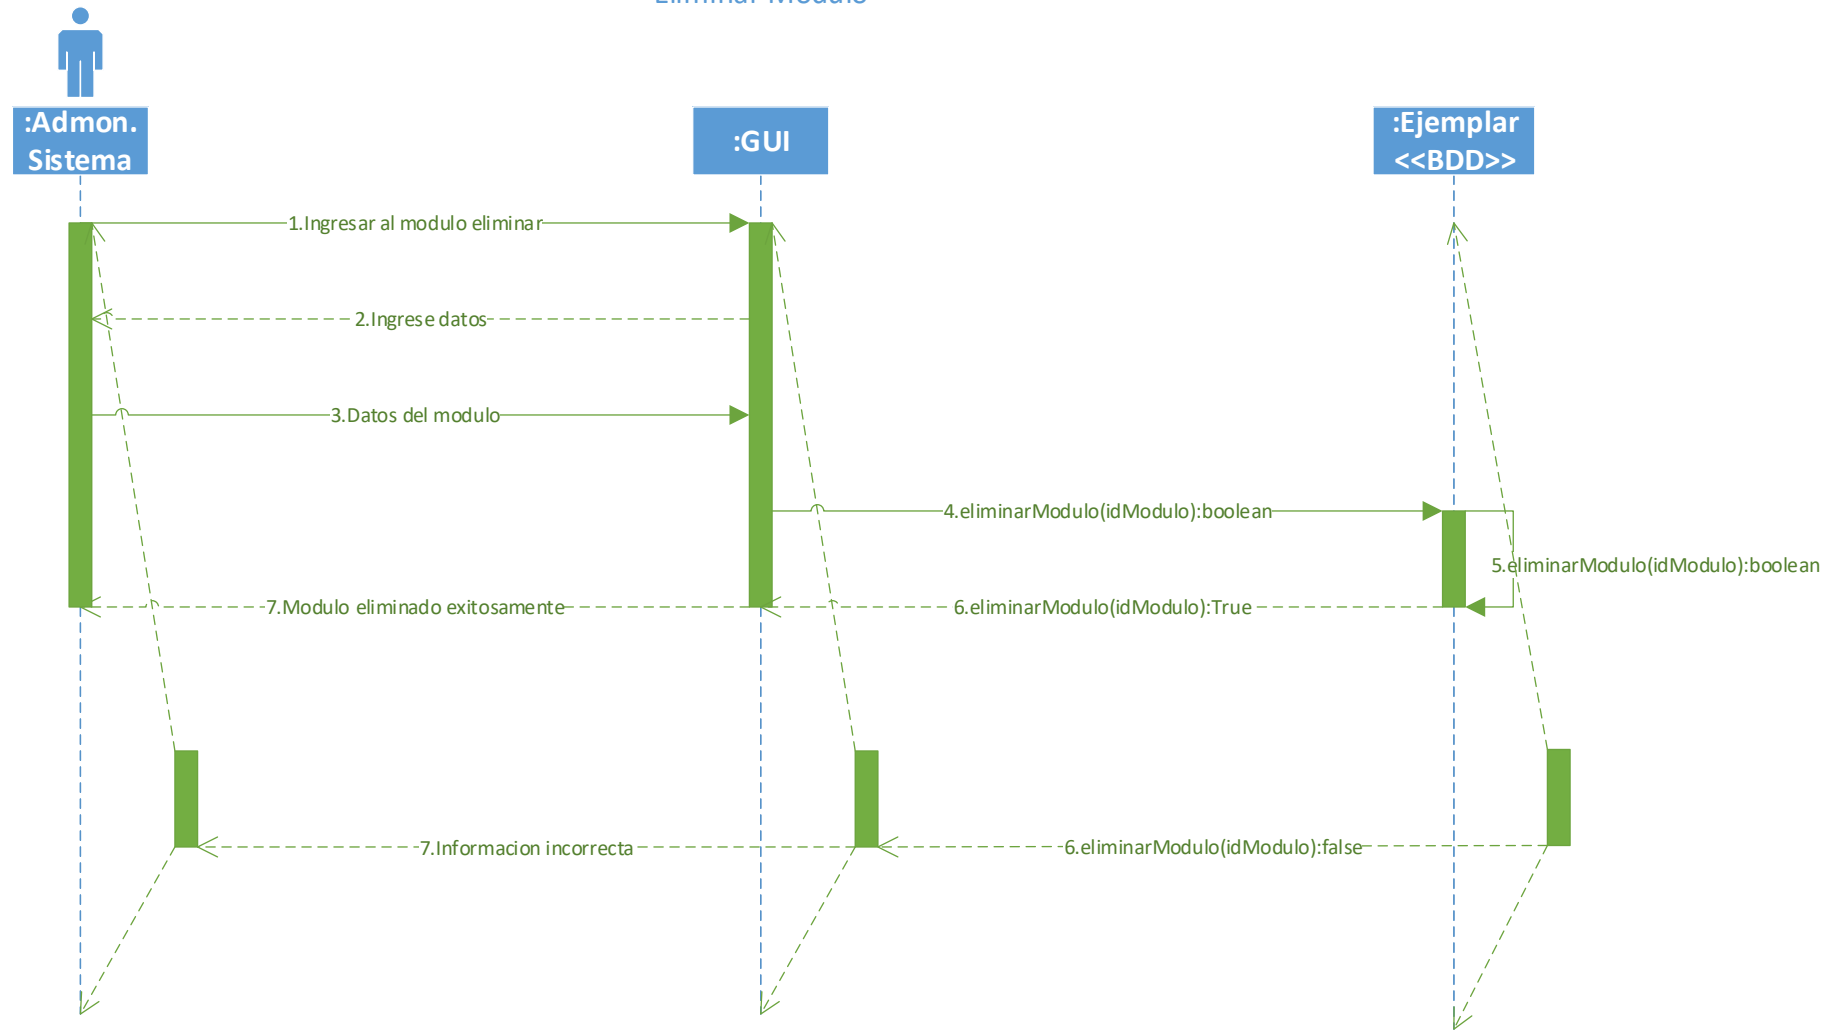 Eliminar Modulo
:Admon.
Sistema
:GUI
:Ejemplar
<<BDD>>
1.Ingresar al modulo eliminar
2.Ingrese datos
3.Datos del modulo
4.eliminarModulo(idModulo):boolean
5.eliminarModulo(idModulo):boolean
7.Modulo eliminado exitosamente
6.eliminarModulo(idModulo):True
7.Informacion incorrecta
6.eliminarModulo(idModulo):false